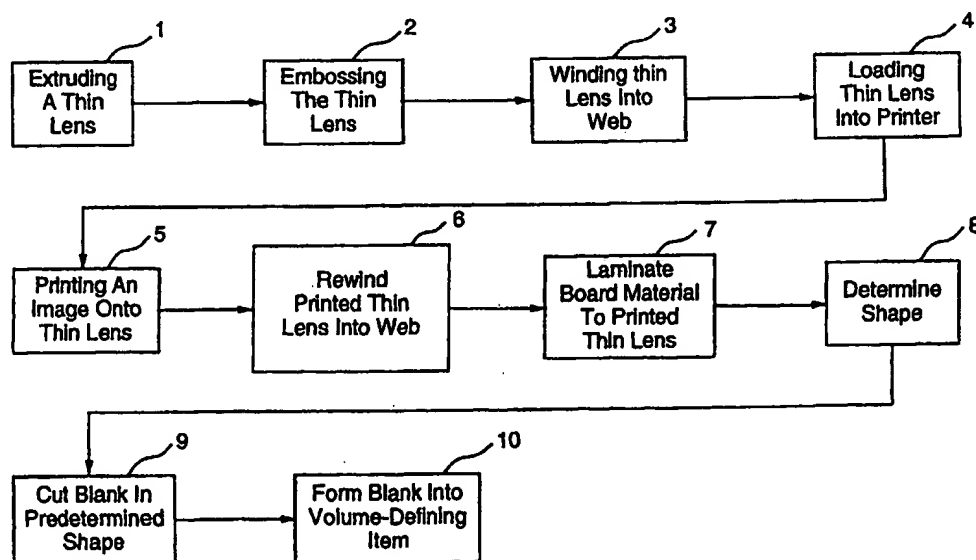 1
Extruding
A Thin
Lens
2
Embossing
The Thin
Lens
3
Winding thin
Lens Into
Web
4
Loading
Thin Lens
Into Printer
5
Printing An
Image Onto
Thin Lens
6
Rewind
Printed Thin
Lens Into Web
7
Laminate
Board Material
To Printed
Thin Lens
8
Determine
Shape
9
Cut Blank In
Predetermined
Shape
10
Form Blank Into
Volume-Defining
Item